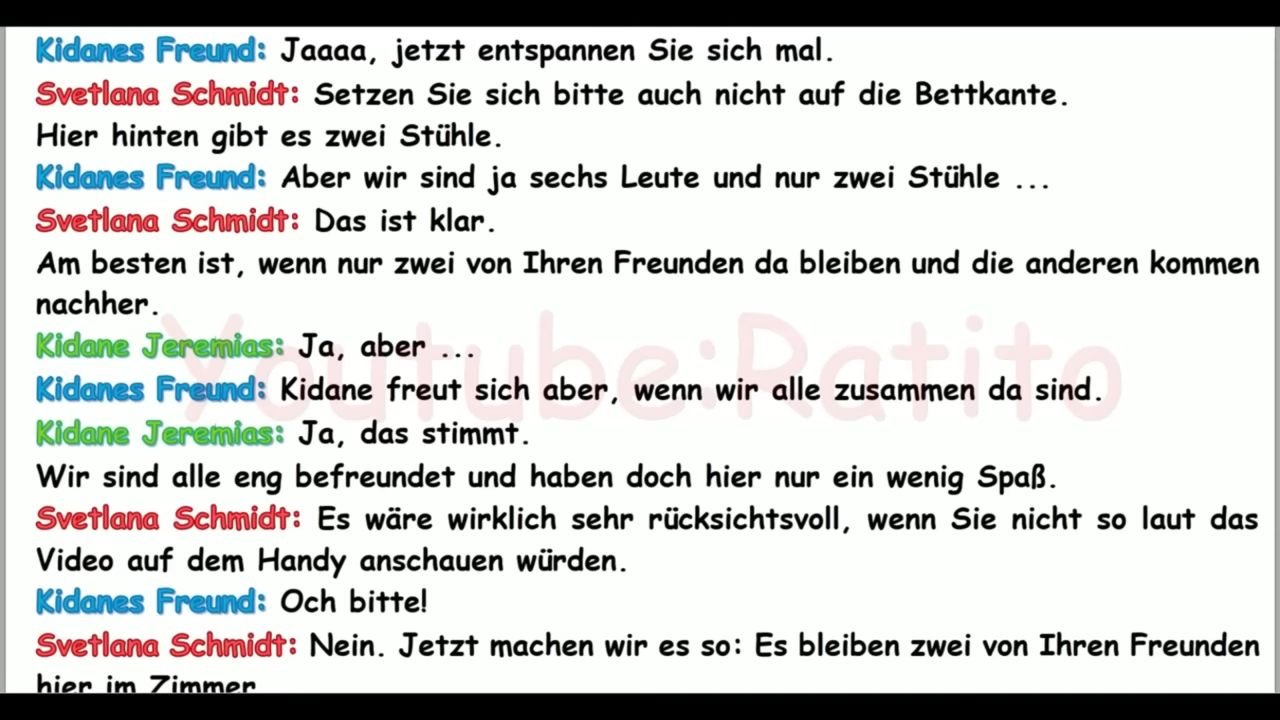 Kidanes Freund: Jaaaa, jetzt entspannen Sie sich mal.
Svetlana Schmidt: Setzen Sie sich bitte auch nicht auf die Bettkante.
Hier hinten gibt es zwei Stühle.
Kidanes Freund: Aber wir sind ja sechs Leute und nur zwei Stühle ...
Svetlana Schmidt: Das ist klar.
Am besten ist, wenn nur zwei von Ihren Freunden da bleiben und die anderen kommen
nachher.
Kidane Jeremias: Ja, aber ...
Kidanes Freund: Kidane freut sich aber, wenn wir alle zusammen da sind.
Kidane Jeremias: Ja, das stimmt.
Wir sind alle eng befreundet und haben doch hier nur ein wenig Spaß.
Svetlana Schmidt: Es wäre wirklich sehr rücksichtsvoll, wenn Sie nicht so laut das
Video auf dem Handy anschauen würden.
Kidanes Freund: Och bitte!
Svetlana Schmidt: Nein. Jetzt machen wir es so: Es bleiben zwei von Ihren Freunden
hier im Zimmer
Youtube:Ratito